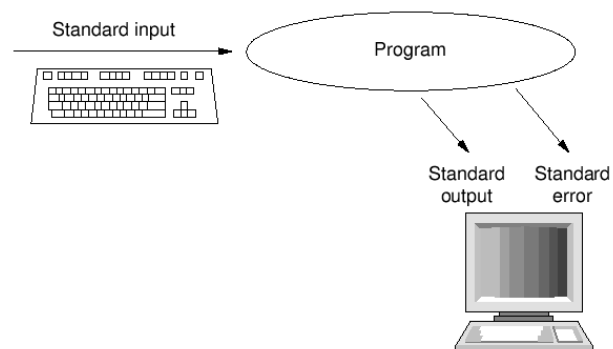 Standard input
Program
Standard
output
Standard
error